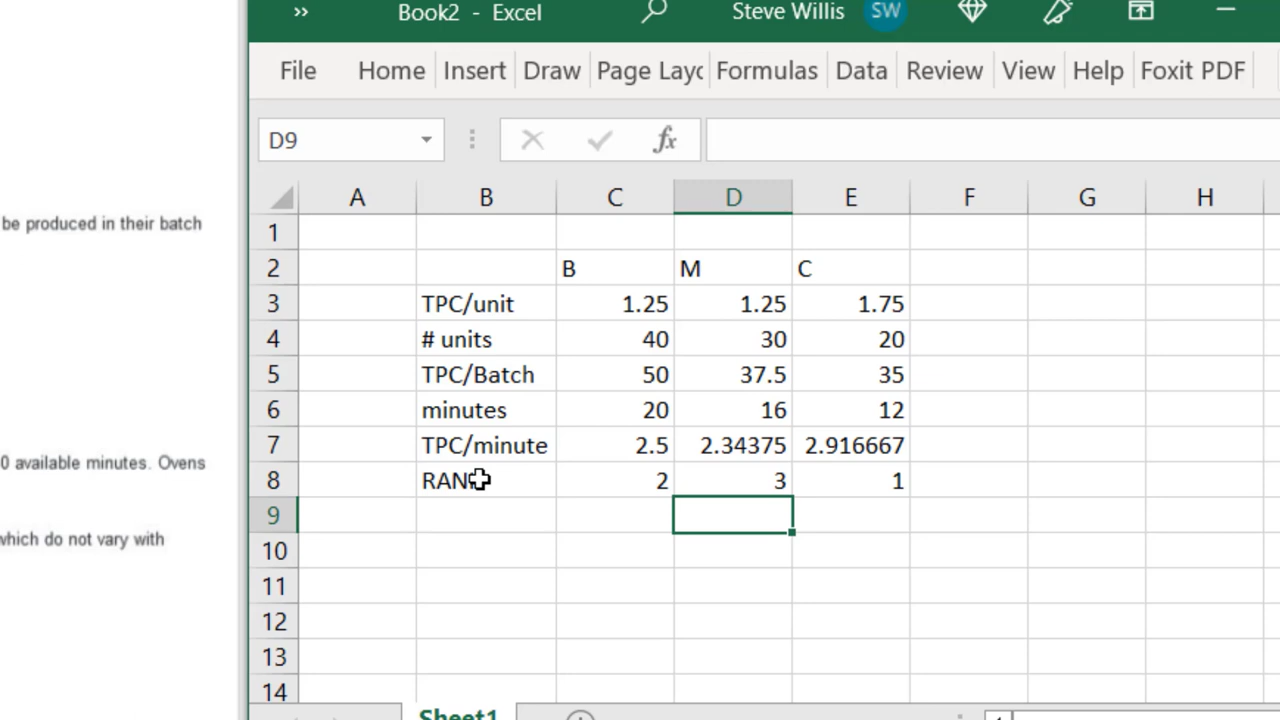 ›› Book2 - Excel Steve Willis SW
File Home Insert Draw Page Layc Formulas Data Review View Help Foxit PDF
D9 fx
A B C D E F G H
1
2 B M C
3 TPC/unit 1.25 1.25 1.75
4 # units 40 30 20
5 TPC/Batch 50 37.5 35
6 minutes 20 16 12
7 TPC/minute 2.5 2.34375 2.916667
8 RANK 2 3 1
9
10
11
12
13
14
Sheet1
be produced in their batch
0 available minutes. Ovens
which do not vary with